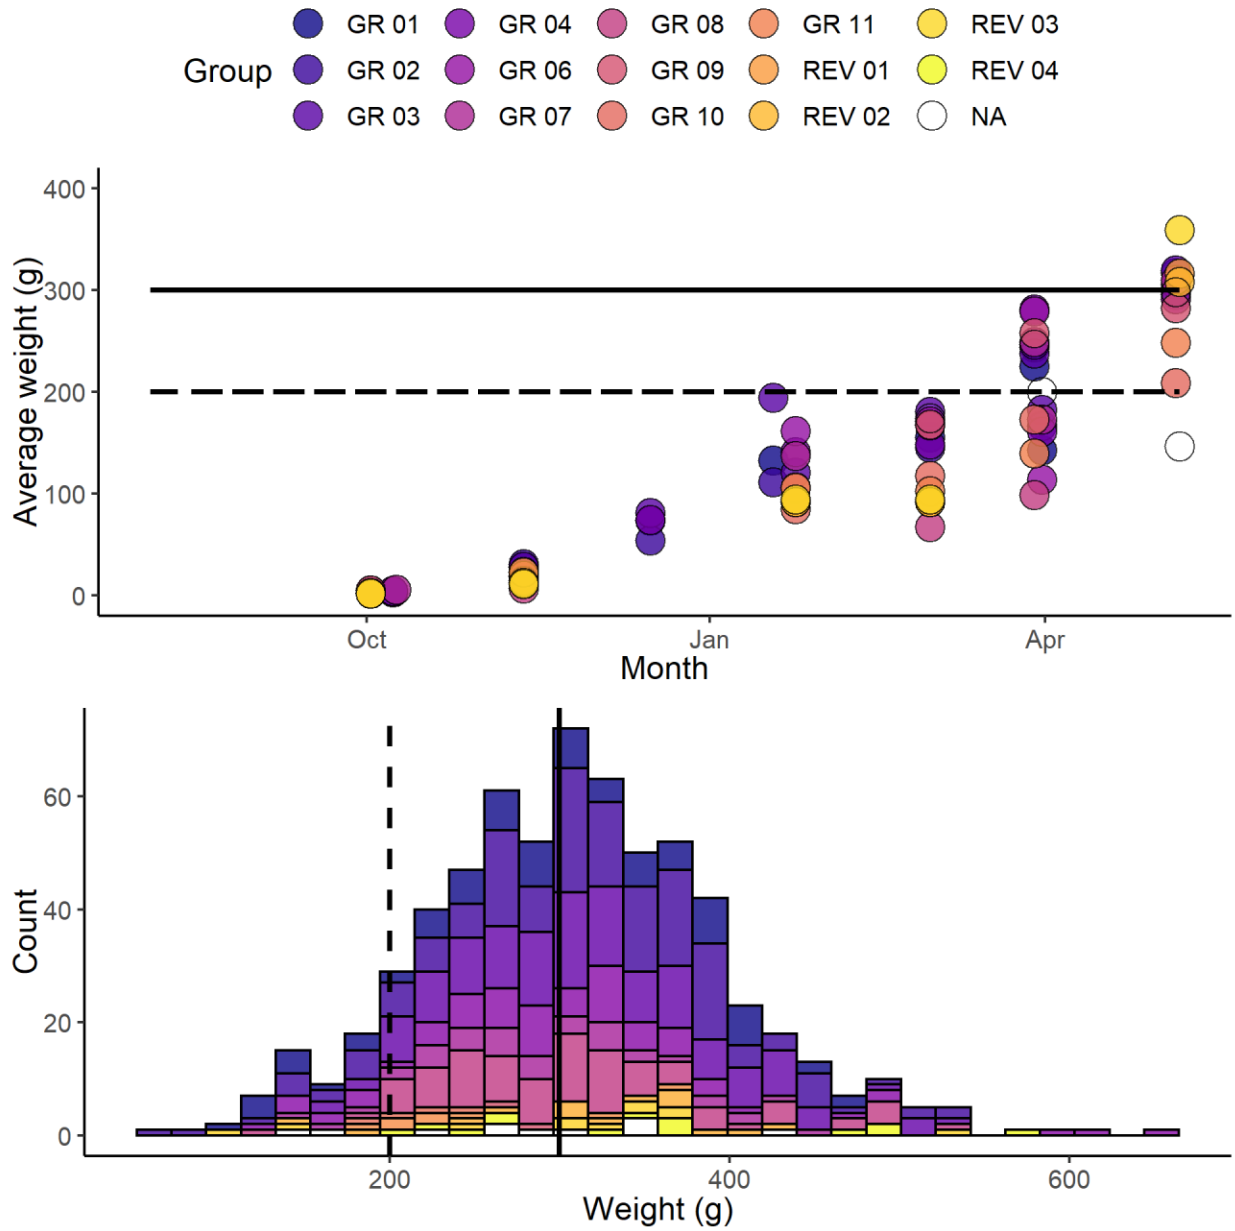 GR 01 GR 04 GR 08 GR 11 REV 03
Group GR 02 GR 06 GR 09 REV 01 REV 04
GR 03 GR 07 GR 10 REV 02 NA
400
300
200
100
0
Average weight (g)
Oct Jan Apr
Month
60
40
20
0
Count
200 400 600
Weight (g)